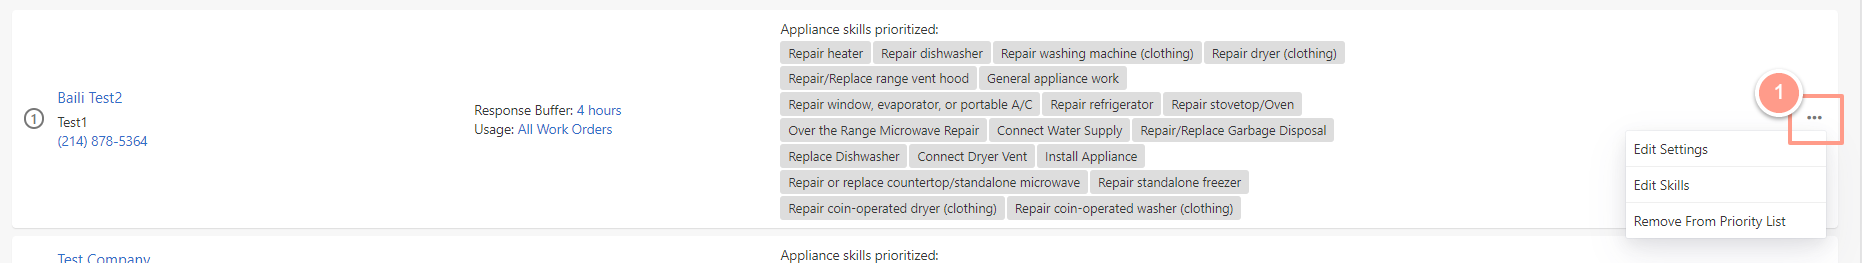 Appliance skills prioritized:
Repair heater Repair dishwasher Repair washing machine (clothing) Repair dryer (clothing)
Repair/Replace range vent hood General appliance work
Repair window, evaporator, or portable A/C Repair refrigerator Repair stovetop/Oven
Over the Range Microwave Repair Connect Water Supply Repair/Replace Garbage Disposal
Replace Dishwasher Connect Dryer Vent Install Appliance
Repair or replace countertop/standalone microwave Repair standalone freezer
Repair coin-operated dryer (clothing) Repair coin-operated washer (clothing)
1
Baili Test2
Test1
(214) 878-5364
Response Buffer: 4 hours
Usage: All Work Orders
1
Edit Settings
Edit Skills
Remove From Priority List
Test Company
Appliance skills prioritized: